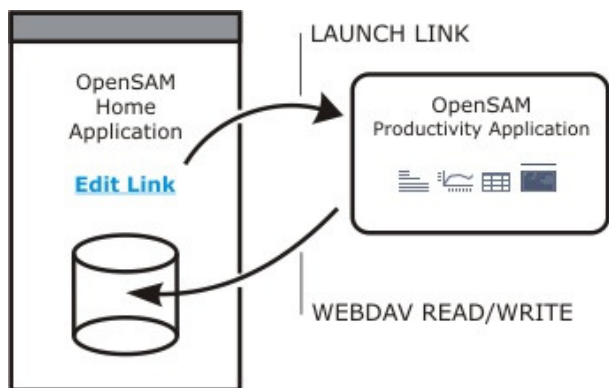 LAUNCH LINK
OpenSAM
Home
Application
Edit Link
OpenSAM
Productivity Application
WEBDAV READ/WRITE